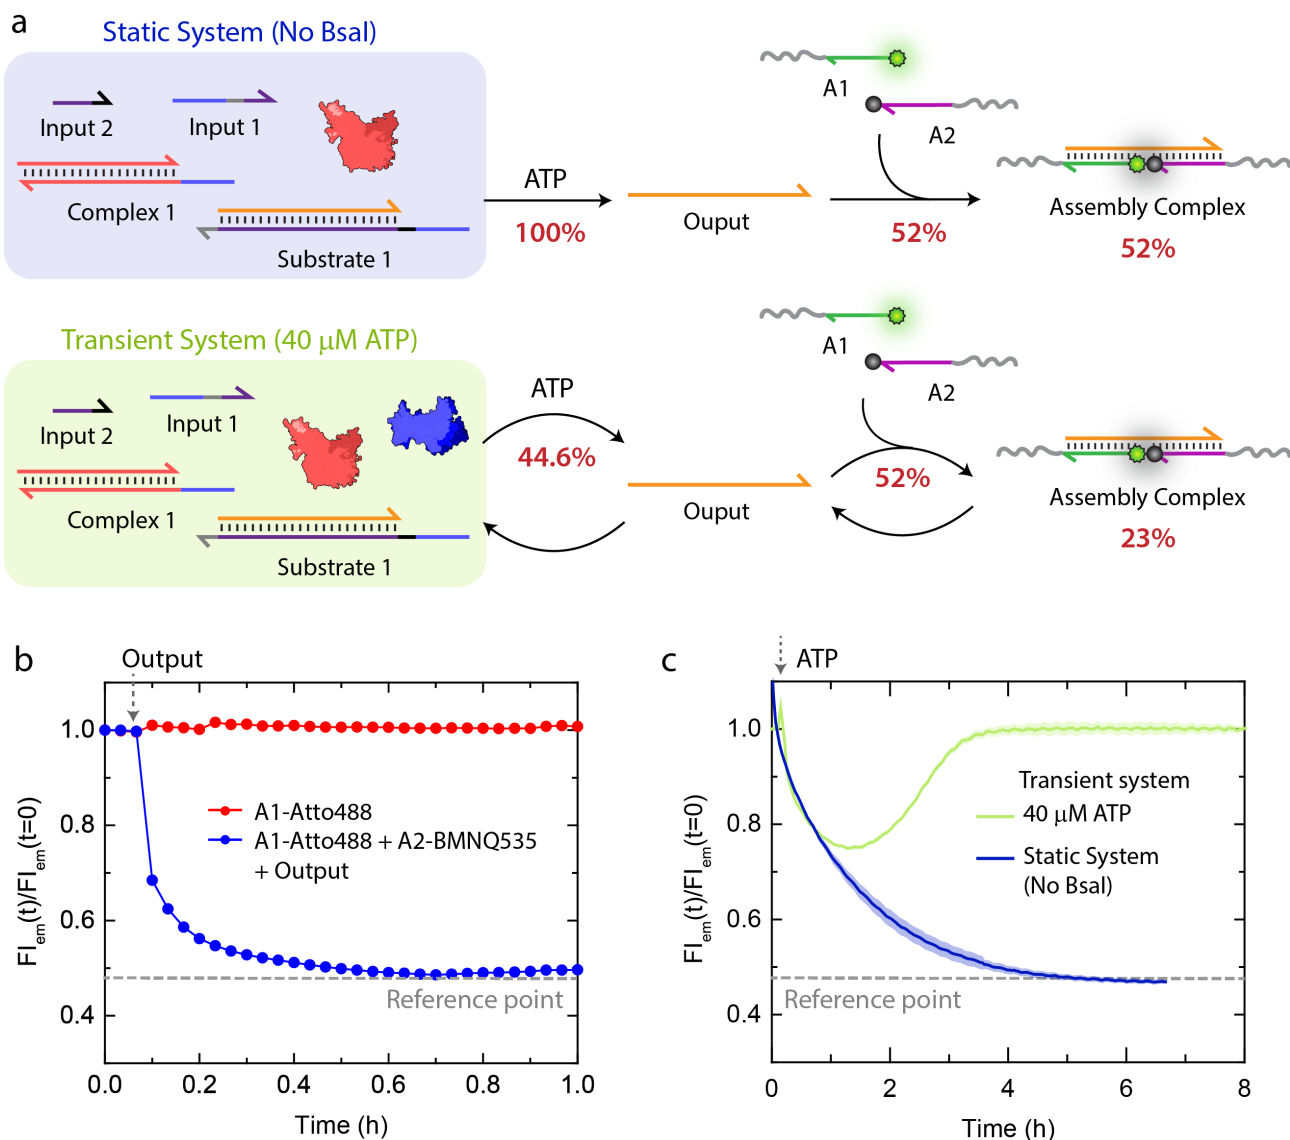 a
Static System (No BsaI)
Input 2
Input 1
Complex 1
Substrate 1
ATP
100%
Ouput
A1
A2
52%
Assembly Complex
52%
Transient System (40 μM ATP)
Input 2
Input 1
Complex 1
Substrate 1
ATP
44.6%
Ouput
A1
A2
52%
Assembly Complex
23%
b
Output
1.0
0.8
0.6
0.4
FI_em(t)/FI_em(t=0)
A1-Atto488
A1-Atto488 + A2-BMNQ535
+ Output
Reference point
0.0
0.2
0.4
0.6
0.8
1.0
Time (h)
c
ATP
1.0
0.8
0.6
0.4
FI_em(t)/FI_em(t=0)
Transient system
40 μM ATP
Static System
(No BsaI)
Reference point
0
2
4
6
8
Time (h)